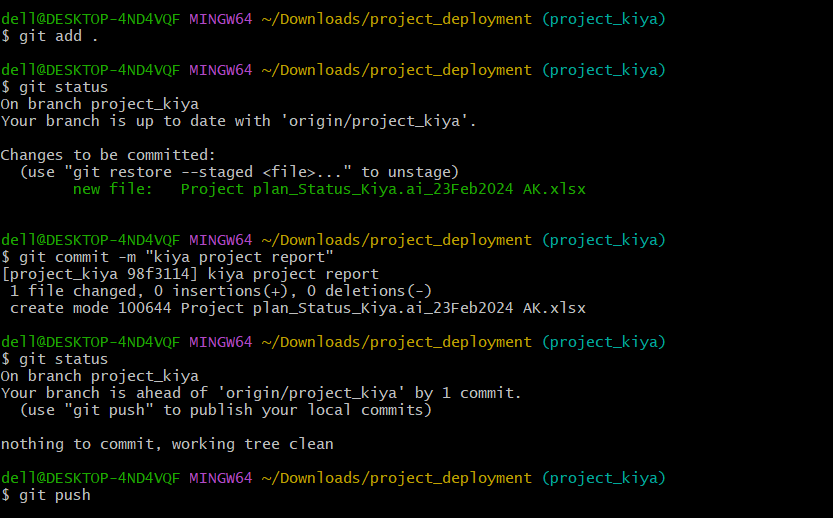 dell@DESKTOP-4ND4VQF MINGW64 ~/Downloads/project_deployment (project_kiya)
$ git add .
dell@DESKTOP-4ND4VQF MINGW64 ~/Downloads/project_deployment (project_kiya)
$ git status
On branch project_kiya
Your branch is up to date with 'origin/project_kiya'.
Changes to be committed:
  (use "git restore --staged <file>..." to unstage)
        new file:   Project plan_Status_Kiya.ai_23Feb2024 AK.xlsx
dell@DESKTOP-4ND4VQF MINGW64 ~/Downloads/project_deployment (project_kiya)
$ git commit -m "kiya project report"
[project_kiya 98f3114] kiya project report
 1 file changed, 0 insertions(+), 0 deletions(-)
 create mode 100644 Project plan_Status_Kiya.ai_23Feb2024 AK.xlsx
dell@DESKTOP-4ND4VQF MINGW64 ~/Downloads/project_deployment (project_kiya)
$ git status
On branch project_kiya
Your branch is ahead of 'origin/project_kiya' by 1 commit.
  (use "git push" to publish your local commits)
nothing to commit, working tree clean
dell@DESKTOP-4ND4VQF MINGW64 ~/Downloads/project_deployment (project_kiya)
$ git push